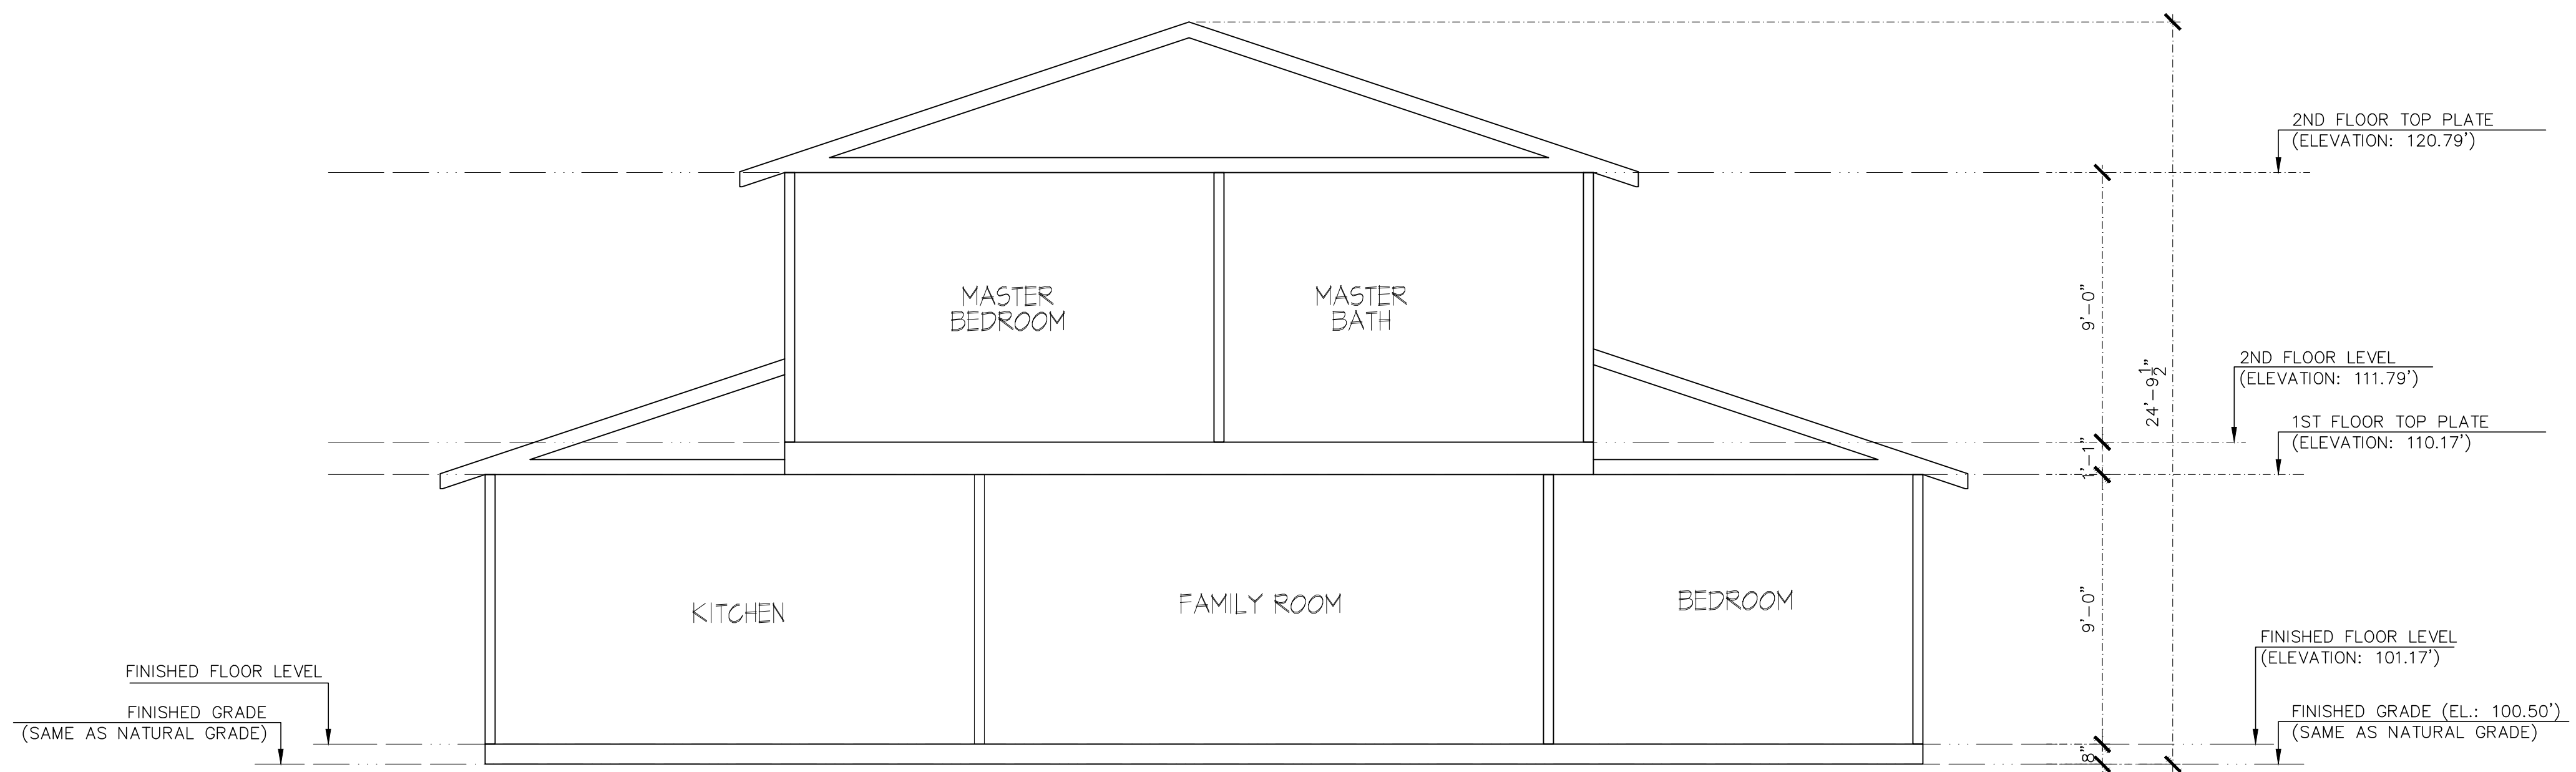 2ND FLOOR TOP PLATE
(ELEVATION: 120.79')
9'-0"
MASTER
BEDROOM
MASTER
BATH
24'-9 1/2"
2ND FLOOR LEVEL
(ELEVATION: 111.79')
1ST FLOOR TOP PLATE
(ELEVATION: 110.17')
1'-1"
9'-0"
KITCHEN
FAMILY ROOM
BEDROOM
FINISHED FLOOR LEVEL
FINISHED GRADE
(SAME AS NATURAL GRADE)
FINISHED FLOOR LEVEL
(ELEVATION: 101.17')
FINISHED GRADE (EL.: 100.50')
(SAME AS NATURAL GRADE)
8"